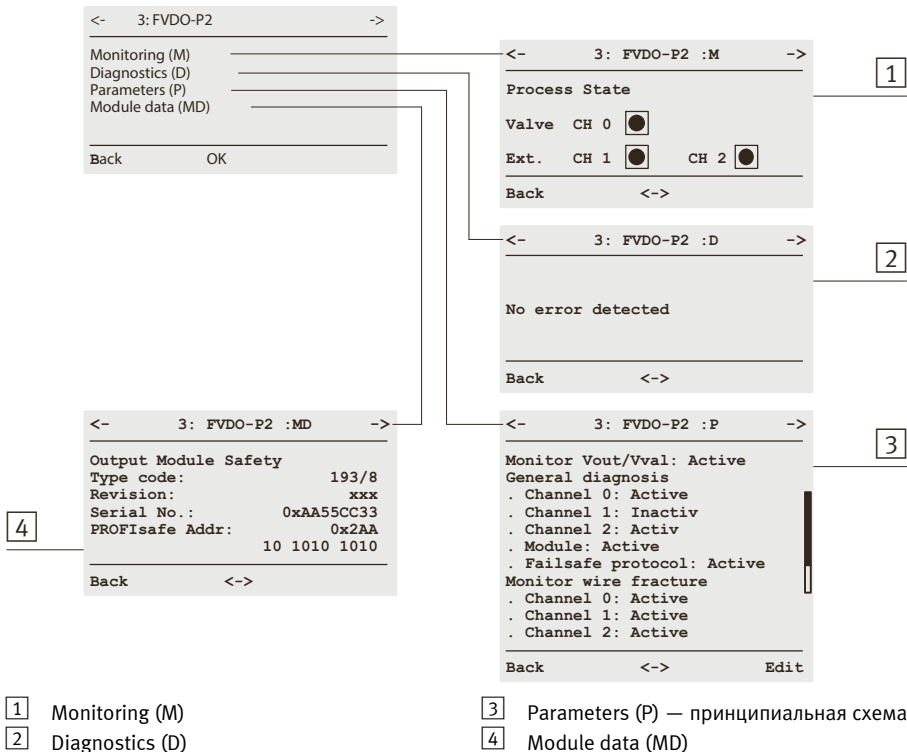 <- 3: FVDO-P2 ->
Monitoring (M)
Diagnostics (D)
Parameters (P)
Module data (MD)
Back OK
<- 3: FVDO-P2 :M ->
Process State
Valve CH 0
Ext. CH 1 CH 2
Back <->
1
<- 3: FVDO-P2 :D ->
No error detected
Back <->
2
<- 3: FVDO-P2 :MD ->
Output Module Safety
Type code: 193/8
Revision: xxx
Serial No.: 0xAA55CC33
PROFIsafe Addr: 0x2AA
10 1010 1010
Back <->
4
<- 3: FVDO-P2 :P ->
Monitor Vout/Vval: Active
General diagnosis
. Channel 0: Active
. Channel 1: Inactiv
. Channel 2: Activ
. Module: Active
. Failsafe protocol: Active
Monitor wire fracture
. Channel 0: Active
. Channel 1: Active
. Channel 2: Active
Back <-> Edit
3
1 Monitoring (M)
2 Diagnostics (D)
3 Parameters (P) — принципиальная схема
4 Module data (MD)